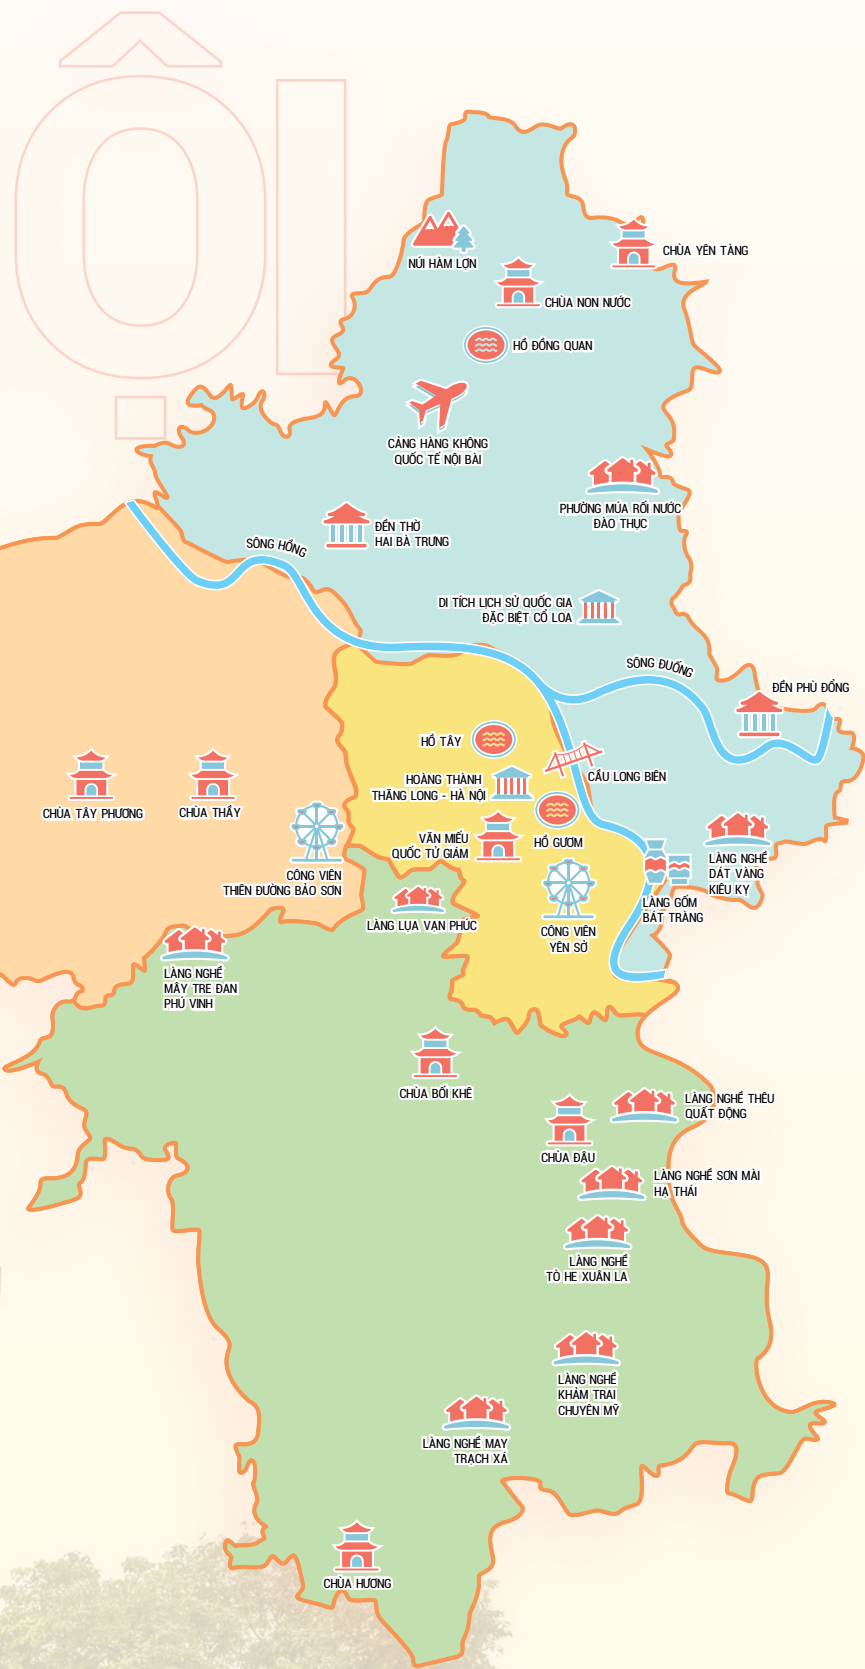 ỘI
NÚI HÀM LỢN
CHÙA YÊN TÀNG
CHÙA NON NƯỚC
HỒ ĐỒNG QUAN
CẢNG HÀNG KHÔNG
QUỐC TẾ NỘI BÀI
PHƯỜNG MÚA RỐI NƯỚC
ĐÀO THỤC
ĐỀN THỜ
HAI BÀ TRƯNG
SÔNG HỒNG
DI TÍCH LỊCH SỬ QUỐC GIA
ĐẶC BIỆT CỔ LOA
SÔNG ĐUỐNG
ĐỀN PHÙ ĐỔNG
HỒ TÂY
CẦU LONG BIÊN
HOÀNG THÀNH
THĂNG LONG - HÀ NỘI
CHÙA TÂY PHƯƠNG
CHÙA THẦY
VĂN MIẾU
QUỐC TỬ GIÁM
HỒ GƯƠM
LÀNG NGHỀ
DÁT VÀNG
KIÊU KỴ
CÔNG VIÊN
THIÊN ĐƯỜNG BẢO SƠN
LÀNG GỐM
BÁT TRÀNG
LÀNG LỤA VẠN PHÚC
CÔNG VIÊN
YÊN SỞ
LÀNG NGHỀ
MÂY TRE ĐAN
PHÚ VINH
CHÙA BỐI KHÊ
LÀNG NGHỀ THÊU
QUẤT ĐỘNG
CHÙA ĐẬU
LÀNG NGHỀ SƠN MÀI
HẠ THÁI
LÀNG NGHỀ
TÒ HE XUÂN LA
LÀNG NGHỀ
KHẢM TRAI
CHUYÊN MỸ
LÀNG NGHỀ MAY
TRẠCH XÁ
CHÙA HƯƠNG